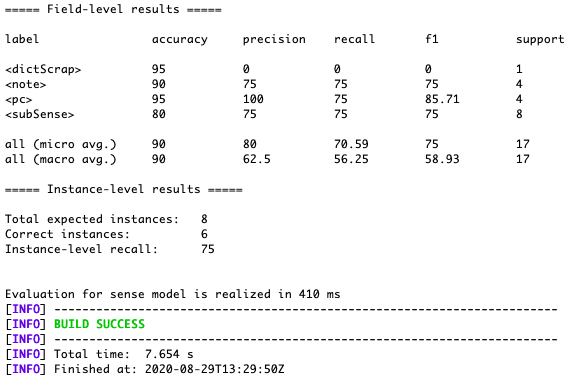 ===== Field-level results =====
label accuracy precision recall f1 support
<dictScrap> 95 0 0 0 1
<note> 90 75 75 75 4
<pc> 95 100 75 85.71 4
<subSense> 80 75 75 75 8
all (micro avg.) 90 80 70.59 75 17
all (macro avg.) 90 62.5 56.25 58.93 17
===== Instance-level results =====
Total expected instances: 8
Correct instances: 6
Instance-level recall: 75
Evaluation for sense model is realized in 410 ms
[INFO] ------------------------------------------------------------------------
[INFO] BUILD SUCCESS
[INFO] ------------------------------------------------------------------------
[INFO] Total time: 7.654 s
[INFO] Finished at: 2020-08-29T13:29:50Z